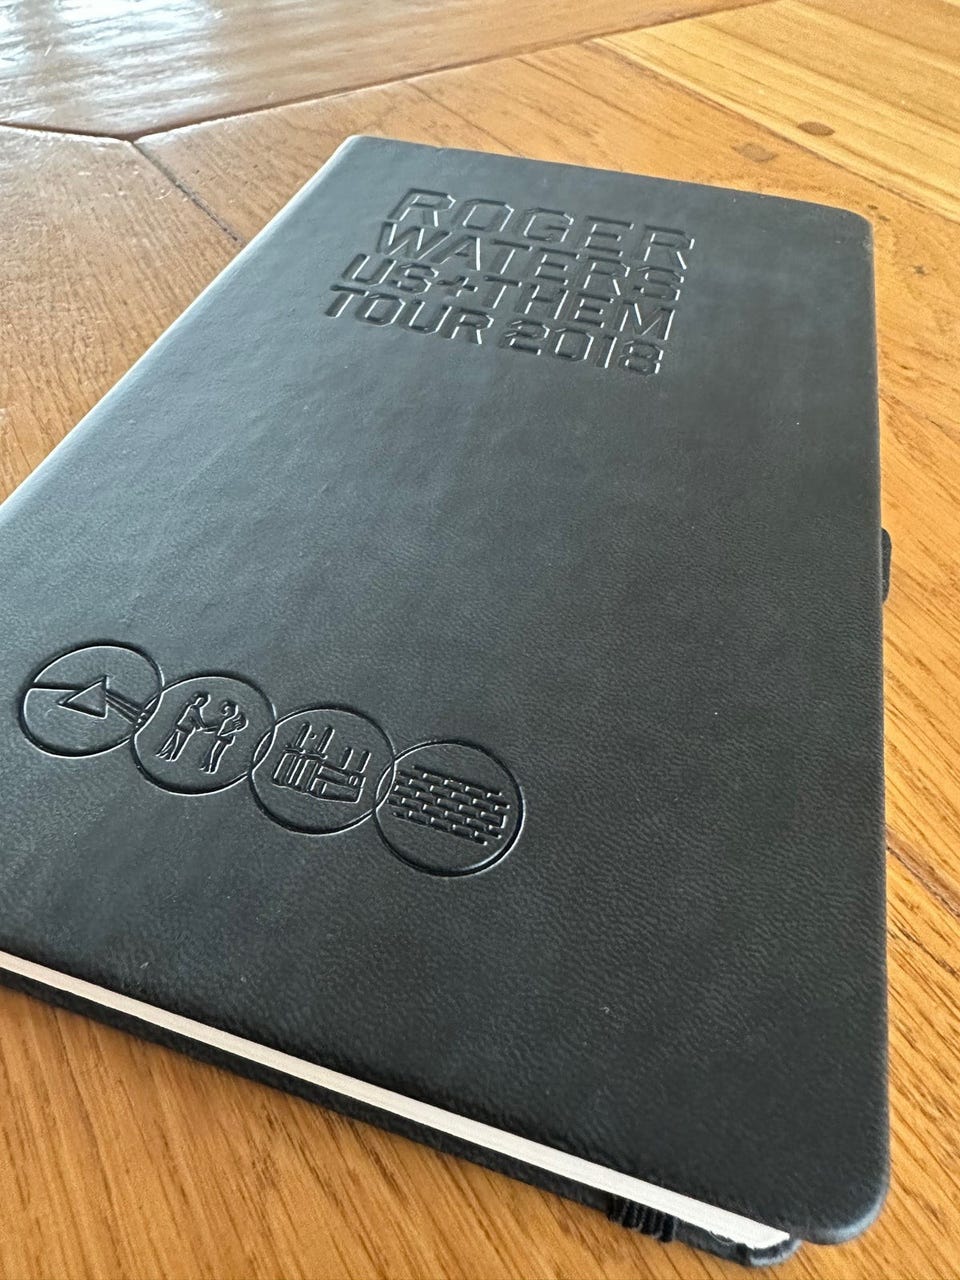 ROGER
WATERS
US+THEM
TOUR 2018